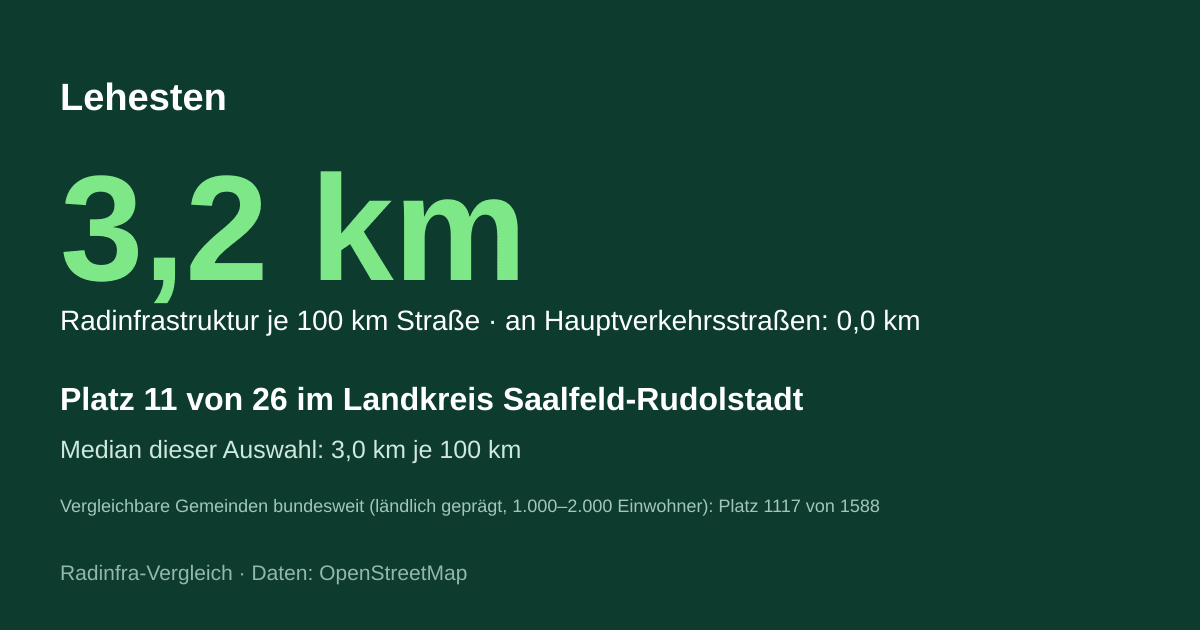 Lehesten
3,2 km
Radinfrastruktur je 100 km Straße · an Hauptverkehrsstraßen: 0,0 km
Platz 11 von 26 im Landkreis Saalfeld-Rudolstadt
Median dieser Auswahl: 3,0 km je 100 km
Vergleichbare Gemeinden bundesweit (ländlich geprägt, 1.000–2.000 Einwohner): Platz 1117 von 1588
Radinfra-Vergleich · Daten: OpenStreetMap